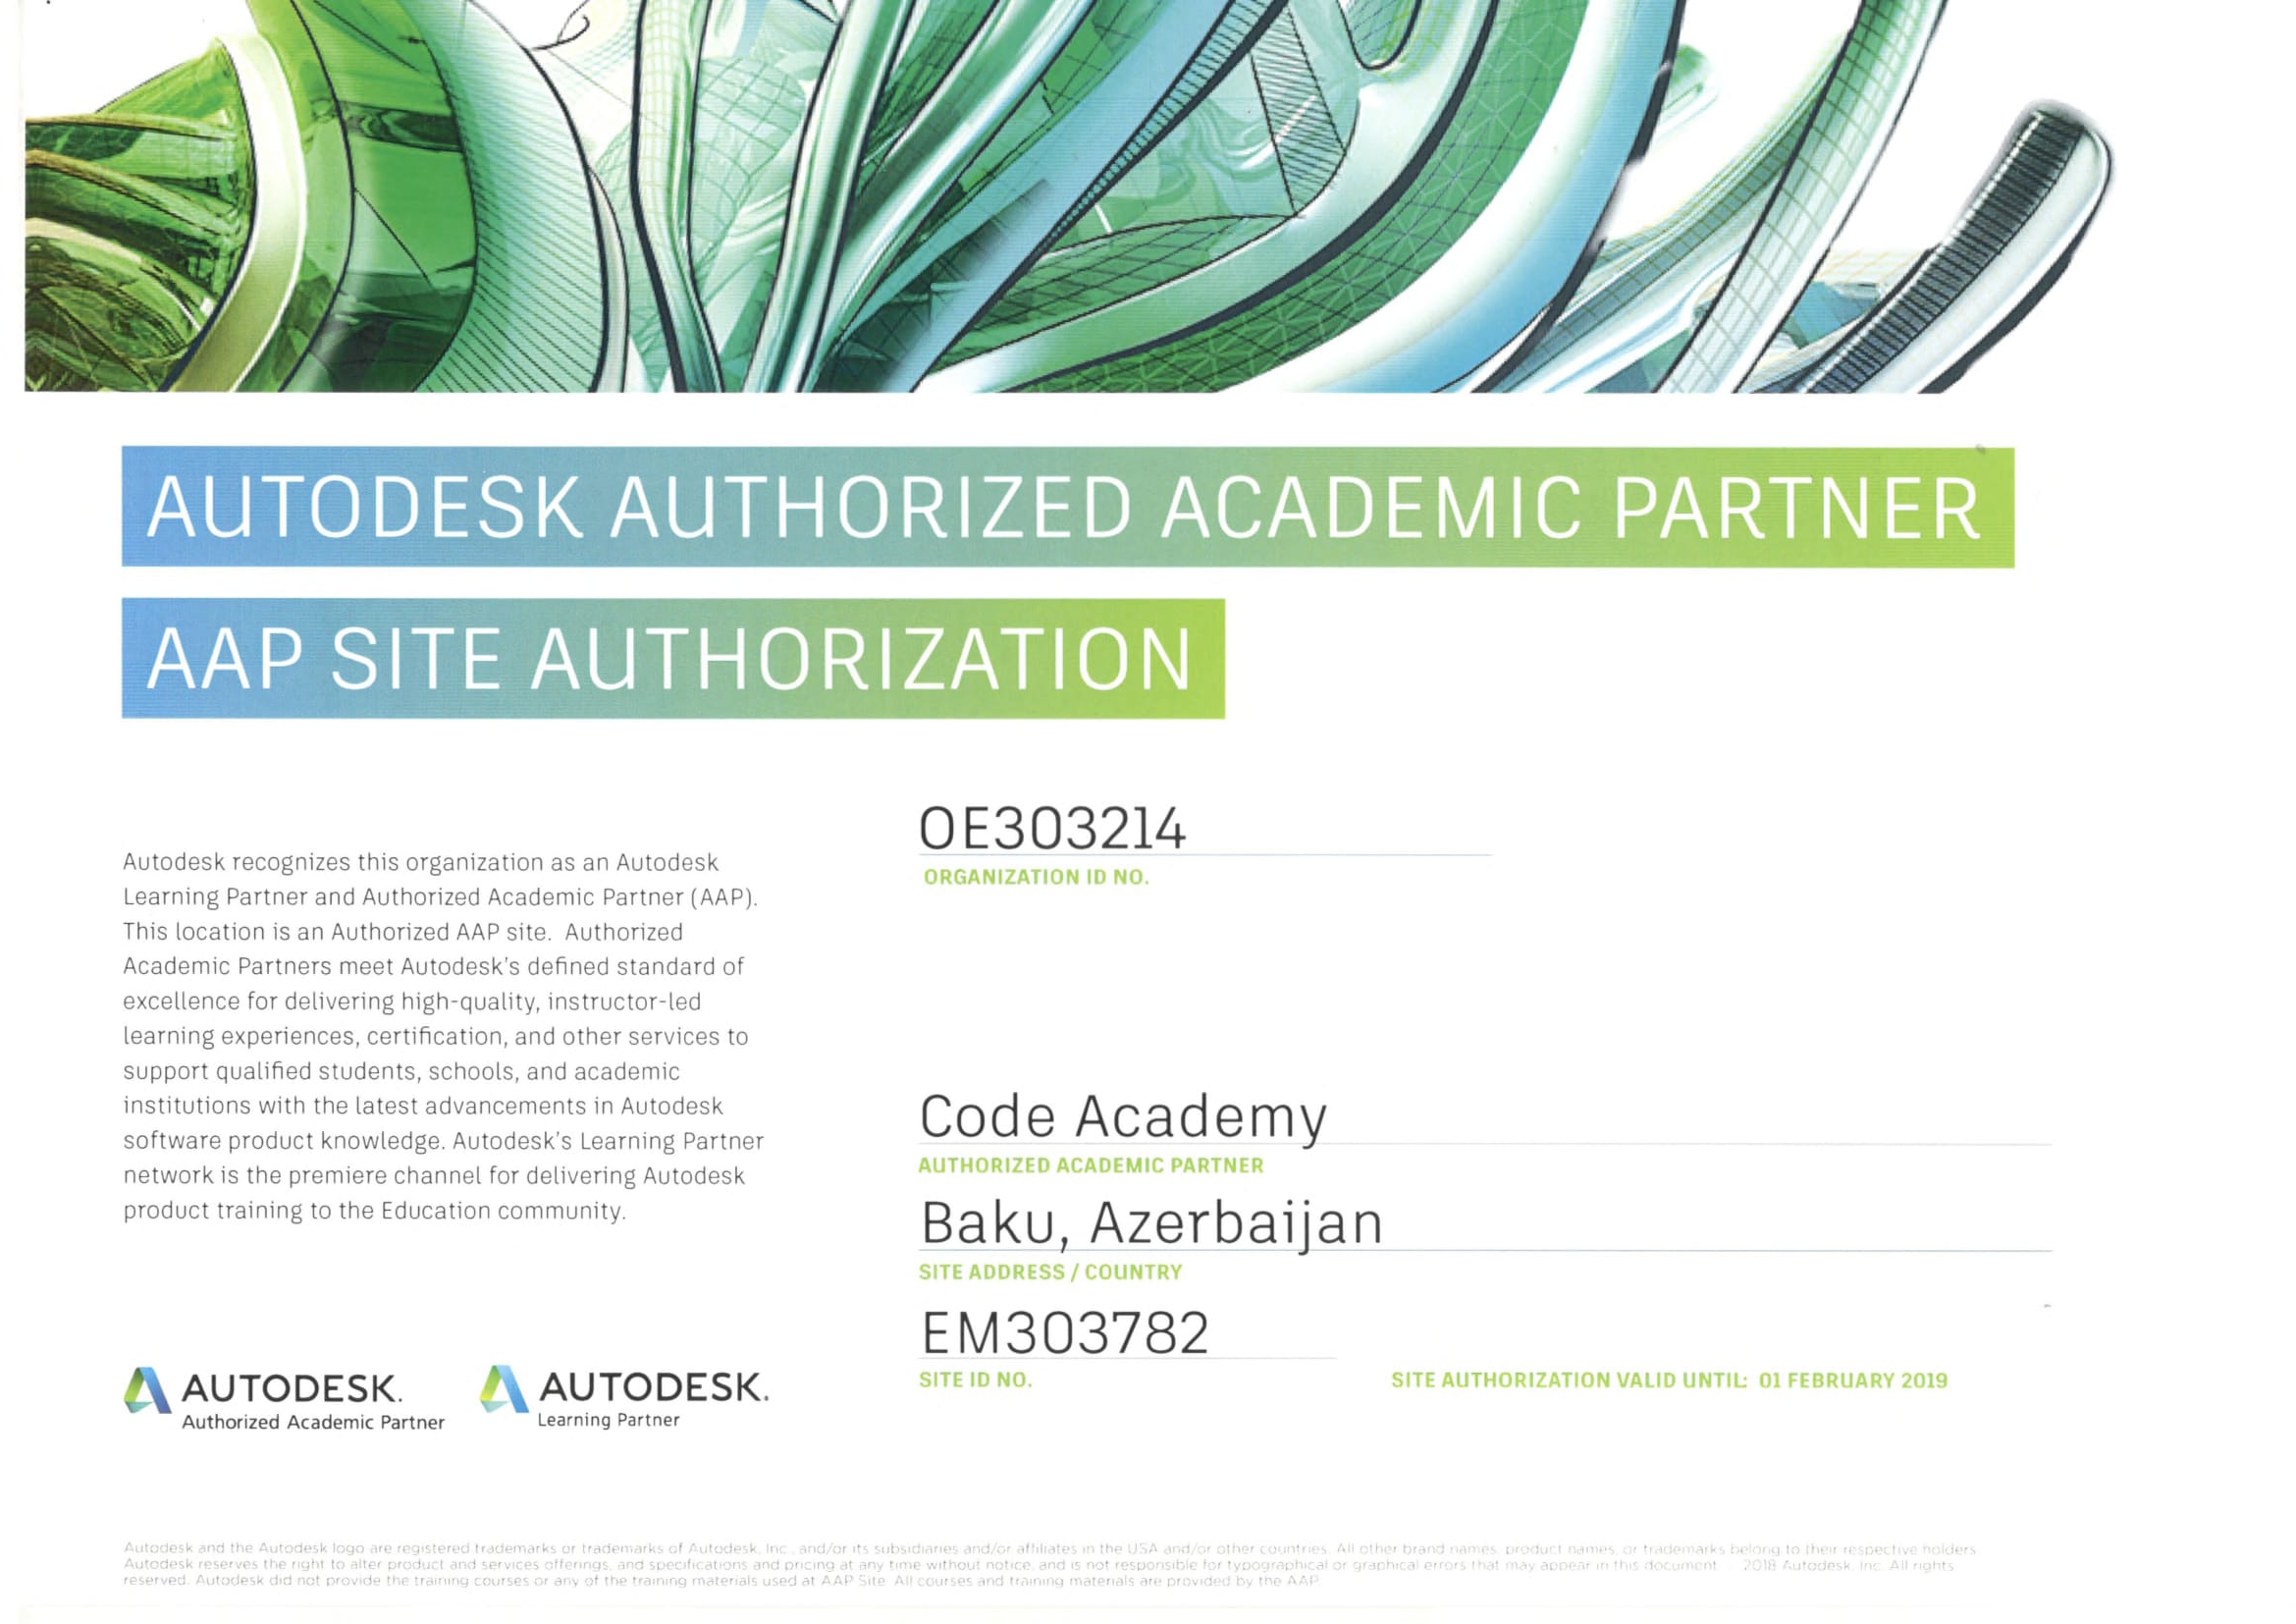 AUTODESK AUTHORIZED ACADEMIC PARTNER
AAP SITE AUTHORIZATION
Autodesk recognizes this organization as an Autodesk
Learning Partner and Authorized Academic Partner (AAP).
This location is an Authorized AAP site.  Authorized
Academic Partners meet Autodesk's defined standard of
excellence for delivering high-quality, instructor-led
learning experiences, certification, and other services to
support qualified students, schools, and academic
institutions with the latest advancements in Autodesk
software product knowledge. Autodesk's Learning Partner
network is the premiere channel for delivering Autodesk
product training to the Education community.
OE303214
ORGANIZATION ID NO.
Code Academy
AUTHORIZED ACADEMIC PARTNER
Baku, Azerbaijan
SITE ADDRESS / COUNTRY
EM303782
SITE ID NO.
SITE AUTHORIZATION VALID UNTIL: 01 FEBRUARY 2019
AUTODESK.
Authorized Academic Partner
AUTODESK.
Learning Partner
Autodesk and the Autodesk logo are registered trademarks or trademarks of Autodesk, Inc., and/or its subsidiaries and/or affiliates in the USA and/or other countries. All other brand names, product names, or trademarks belong to their respective holders.
Autodesk reserves the right to alter product and services offerings, and specifications and pricing at any time without notice, and is not responsible for typographical or graphical errors that may appear in this document. 2018 Autodesk, Inc. All rights
reserved. Autodesk did not provide the training courses or any of the training materials used at AAP Site. All courses and training materials are provided by the AAP